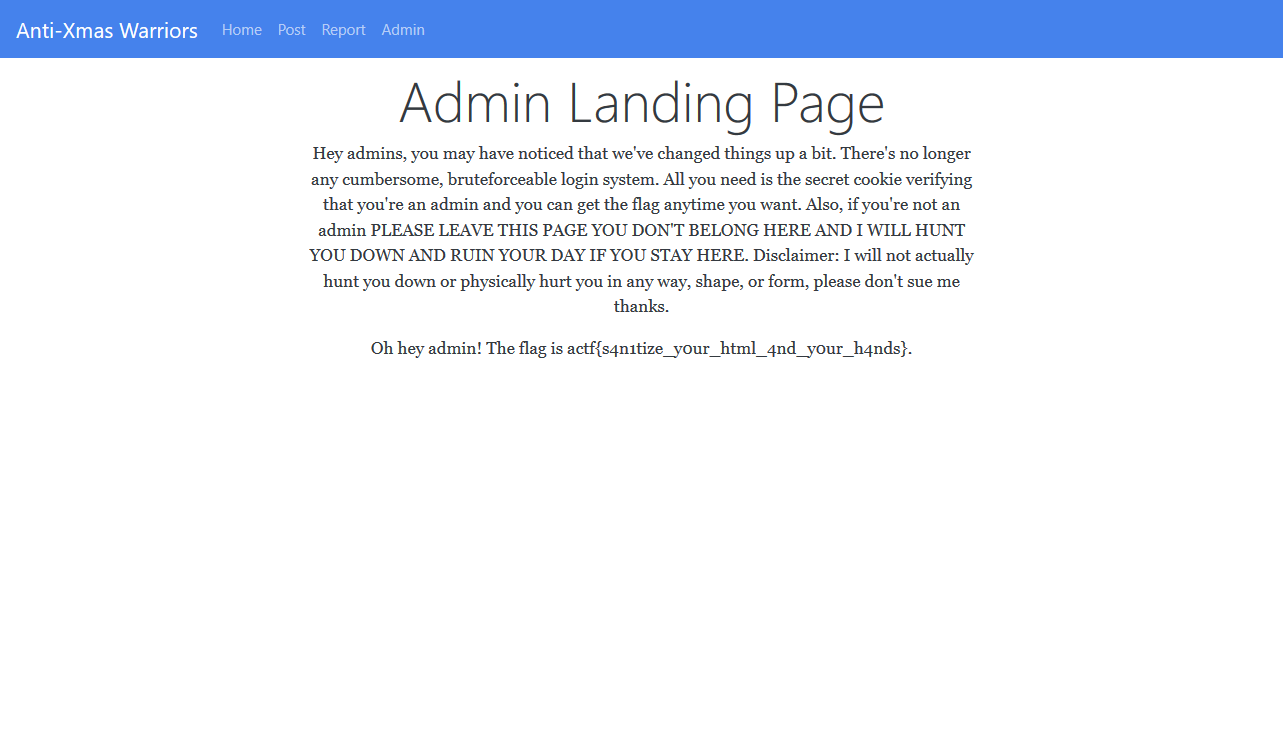 Anti-Xmas Warriors Home Post Report Admin
Admin Landing Page
Hey admins, you may have noticed that we've changed things up a bit. There's no longer
any cumbersome, bruteforceable login system. All you need is the secret cookie verifying
that you're an admin and you can get the flag anytime you want. Also, if you're not an
admin PLEASE LEAVE THIS PAGE YOU DON'T BELONG HERE AND I WILL HUNT
YOU DOWN AND RUIN YOUR DAY IF YOU STAY HERE. Disclaimer: I will not actually
hunt you down or physically hurt you in any way, shape, or form, please don't sue me
thanks.
Oh hey admin! The flag is actf{s4n1tize_y0ur_html_4nd_y0ur_h4nds}.